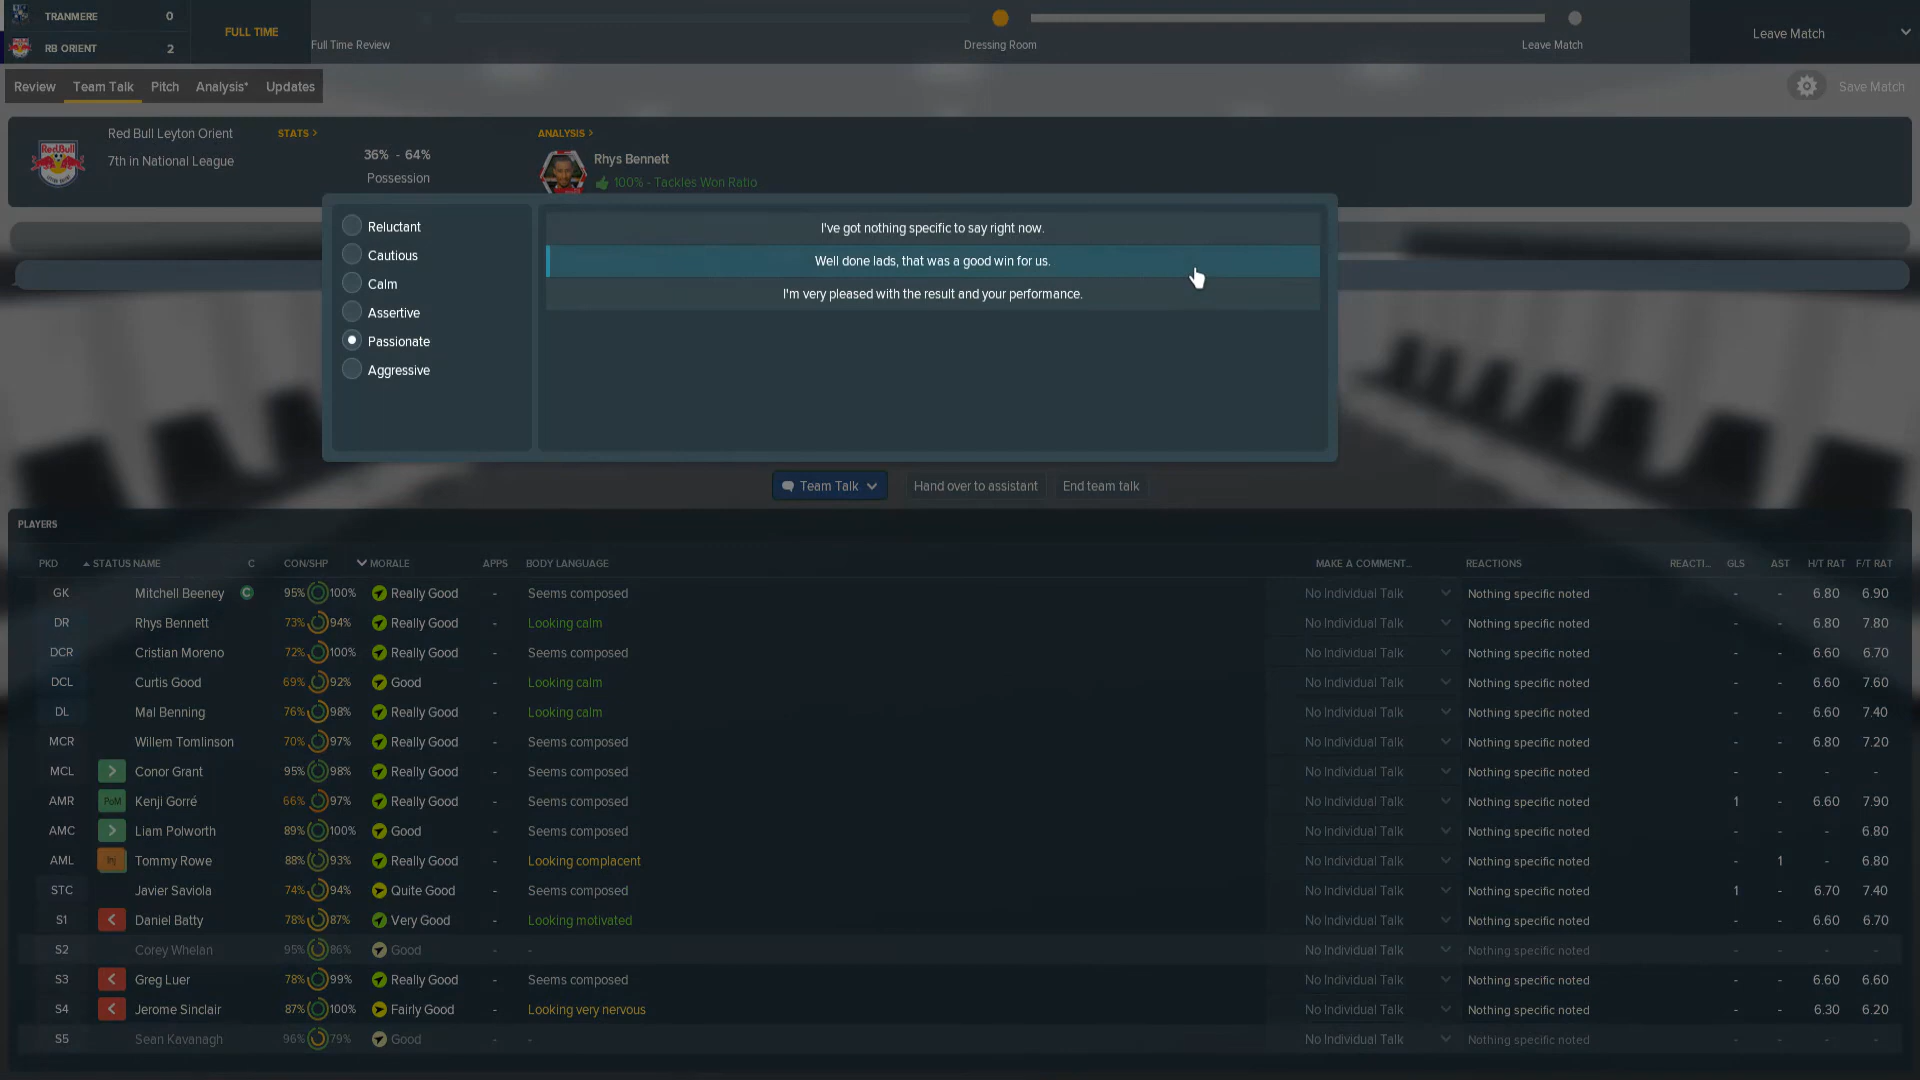 TRANMERE 0
RB ORIENT 2
FULL TIME
Full Time Review
Dressing Room
Leave Match
Leave Match
Review Team Talk Pitch Analysis* Updates
Save Match
Red Bull Leyton Orient
7th in National League
STATS >
36% - 64%
Possession
ANALYSIS >
Rhys Bennett
100% - Tackles Won Ratio
Reluctant
Cautious
Calm
Assertive
Passionate
Aggressive
I've got nothing specific to say right now.
Well done lads, that was a good win for us.
I'm very pleased with the result and your performance.
Team Talk
Hand over to assistant
End team talk
PLAYERS
PKD STATUS NAME C CON/SHP MORALE APPS BODY LANGUAGE MAKE A COMMENT... REACTIONS REACTI... GLS AST H/T RAT F/T RAT
GK Mitchell Beeney C 95% 100% Really Good - Seems composed No Individual Talk Nothing specific noted - - 6.80 6.90
DR Rhys Bennett 73% 94% Really Good - Looking calm No Individual Talk Nothing specific noted - - 6.80 7.80
DCR Cristian Moreno 72% 100% Really Good - Seems composed No Individual Talk Nothing specific noted - - 6.60 6.70
DCL Curtis Good 69% 92% Good - Looking calm No Individual Talk Nothing specific noted - - 6.60 7.60
DL Mal Benning 76% 98% Really Good - Looking calm No Individual Talk Nothing specific noted - - 6.60 7.40
MCR Willem Tomlinson 70% 97% Really Good - Seems composed No Individual Talk Nothing specific noted - - 6.80 7.20
MCL Conor Grant 95% 98% Really Good - Seems composed No Individual Talk Nothing specific noted - - - -
AMR PoM Kenji Gorré 66% 97% Really Good - Seems composed No Individual Talk Nothing specific noted 1 - 6.60 7.90
AMC Liam Polworth 89% 100% Good - Seems composed No Individual Talk Nothing specific noted - - - 6.80
AML Inj Tommy Rowe 88% 93% Really Good - Looking complacent No Individual Talk Nothing specific noted - 1 - 6.80
STC Javier Saviola 74% 94% Quite Good - Seems composed No Individual Talk Nothing specific noted 1 - 6.70 7.40
S1 Daniel Batty 78% 87% Very Good - Looking motivated No Individual Talk Nothing specific noted - - 6.60 6.70
S2 Corey Whelan 95% 86% Good - - No Individual Talk Nothing specific noted - - - -
S3 Greg Luer 78% 99% Really Good - Seems composed No Individual Talk Nothing specific noted - - 6.60 6.60
S4 Jerome Sinclair 87% 100% Fairly Good - Looking very nervous No Individual Talk Nothing specific noted - - 6.30 6.20
S5 Sean Kavanagh 96% 79% Good - - No Individual Talk Nothing specific noted - - - -